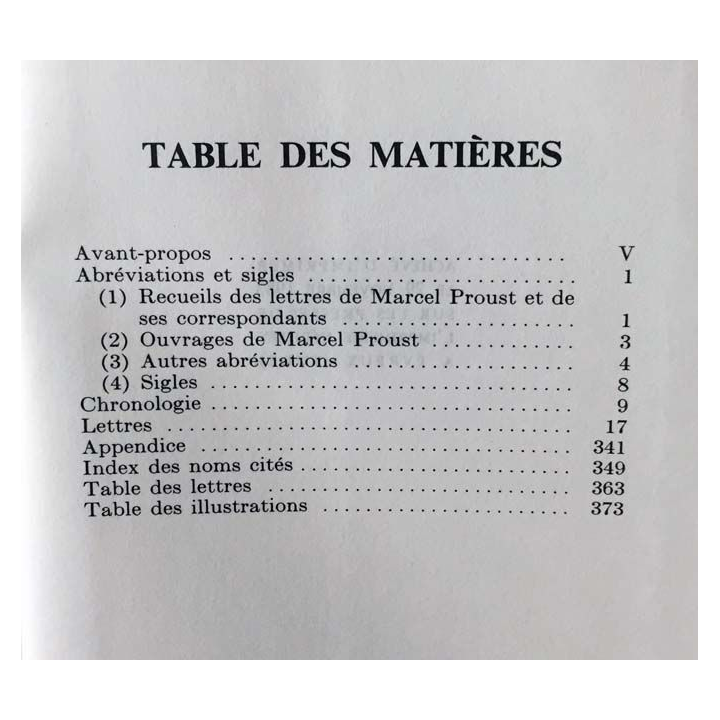 TABLE DES MATIÈRES
Avant-propos .............................. V
Abréviations et sigles ........................ 1
(1) Recueils des lettres de Marcel Proust et de
ses correspondants ..................... 1
(2) Ouvrages de Marcel Proust .............. 3
(3) Autres abréviations ..................... 4
(4) Sigles ................................. 8
Chronologie ................................. 9
Lettres ..................................... 17
Appendice .................................. 341
Index des noms cités ......................... 349
Table des lettres ............................ 363
Table des illustrations ....................... 373